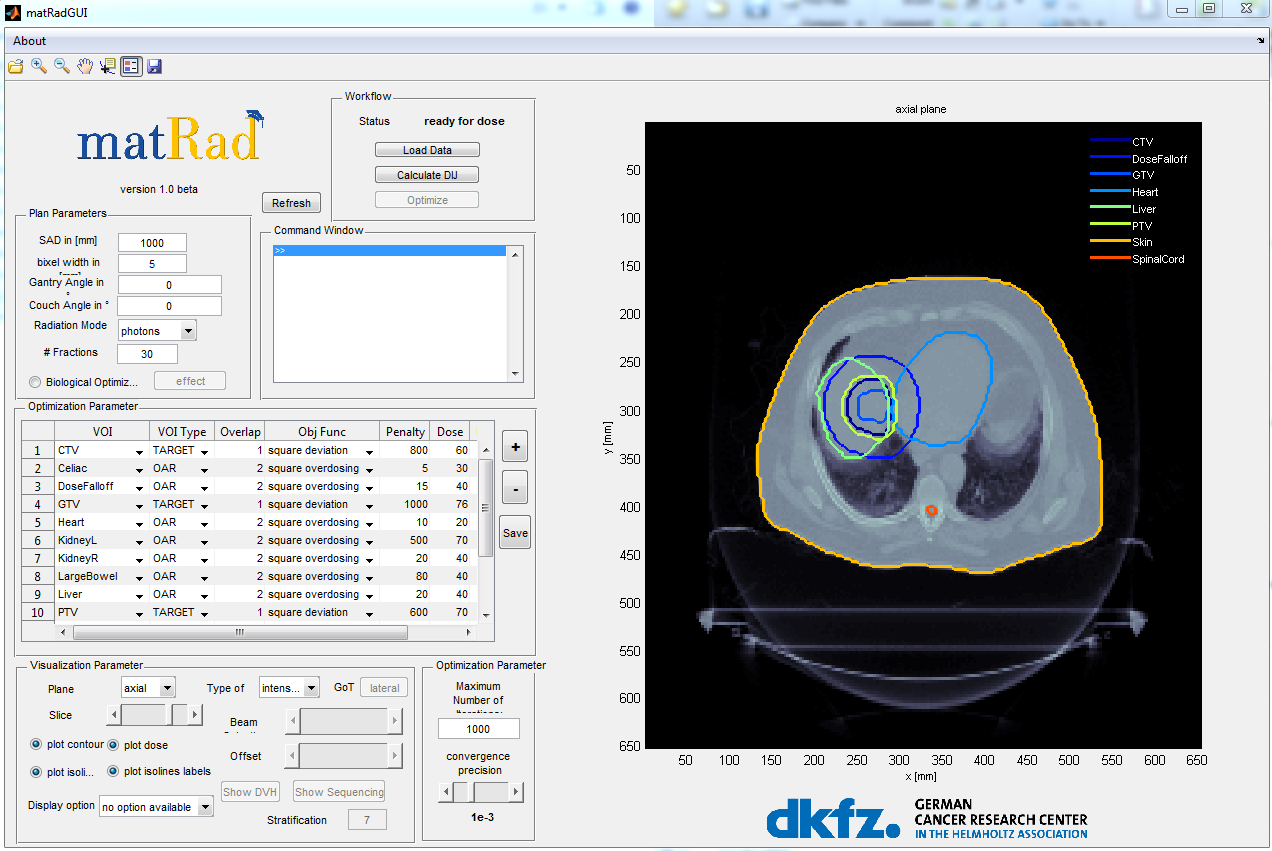 matRadGUI
About
matRad
version 1.0 beta
Refresh
Workflow
Status ready for dose
Load Data
Calculate DIJ
Optimize
Plan Parameters
SAD in [mm] 1000
bixel width in 5
Gantry Angle in 0
Couch Angle in ° 0
Radiation Mode photons
# Fractions 30
Biological Optimiz... effect
Command Window
>>
Optimization Parameter
VOI VOI Type Overlap Obj Func Penalty Dose
1 CTV TARGET 1 square deviation 800 60
2 Celiac OAR 2 square overdosing 5 30
3 DoseFalloff OAR 2 square overdosing 15 40
4 GTV TARGET 1 square deviation 1000 76
5 Heart OAR 2 square overdosing 10 20
6 KidneyL OAR 2 square overdosing 500 70
7 KidneyR OAR 2 square overdosing 20 40
8 LargeBowel OAR 2 square overdosing 80 40
9 Liver OAR 2 square overdosing 20 40
10 PTV TARGET 1 square deviation 600 70
+
-
Save
Visualization Parameter
Plane axial Type of intens... GoT lateral
Slice
Beam
Offset
plot contour plot dose
plot isoli... plot isolines labels
Show DVH Show Sequencing
Display option no option available
Stratification 7
Optimization Parameter
Maximum
Number of
1000
convergence
precision
1e-3
axial plane
CTV
DoseFalloff
GTV
Heart
Liver
PTV
Skin
SpinalCord
50
100
150
200
250
300
350
400
450
500
550
600
650
y [mm]
50 100 150 200 250 300 350 400 450 500 550 600 650
x [mm]
dkfz.
GERMAN
CANCER RESEARCH CENTER
IN THE HELMHOLTZ ASSOCIATION